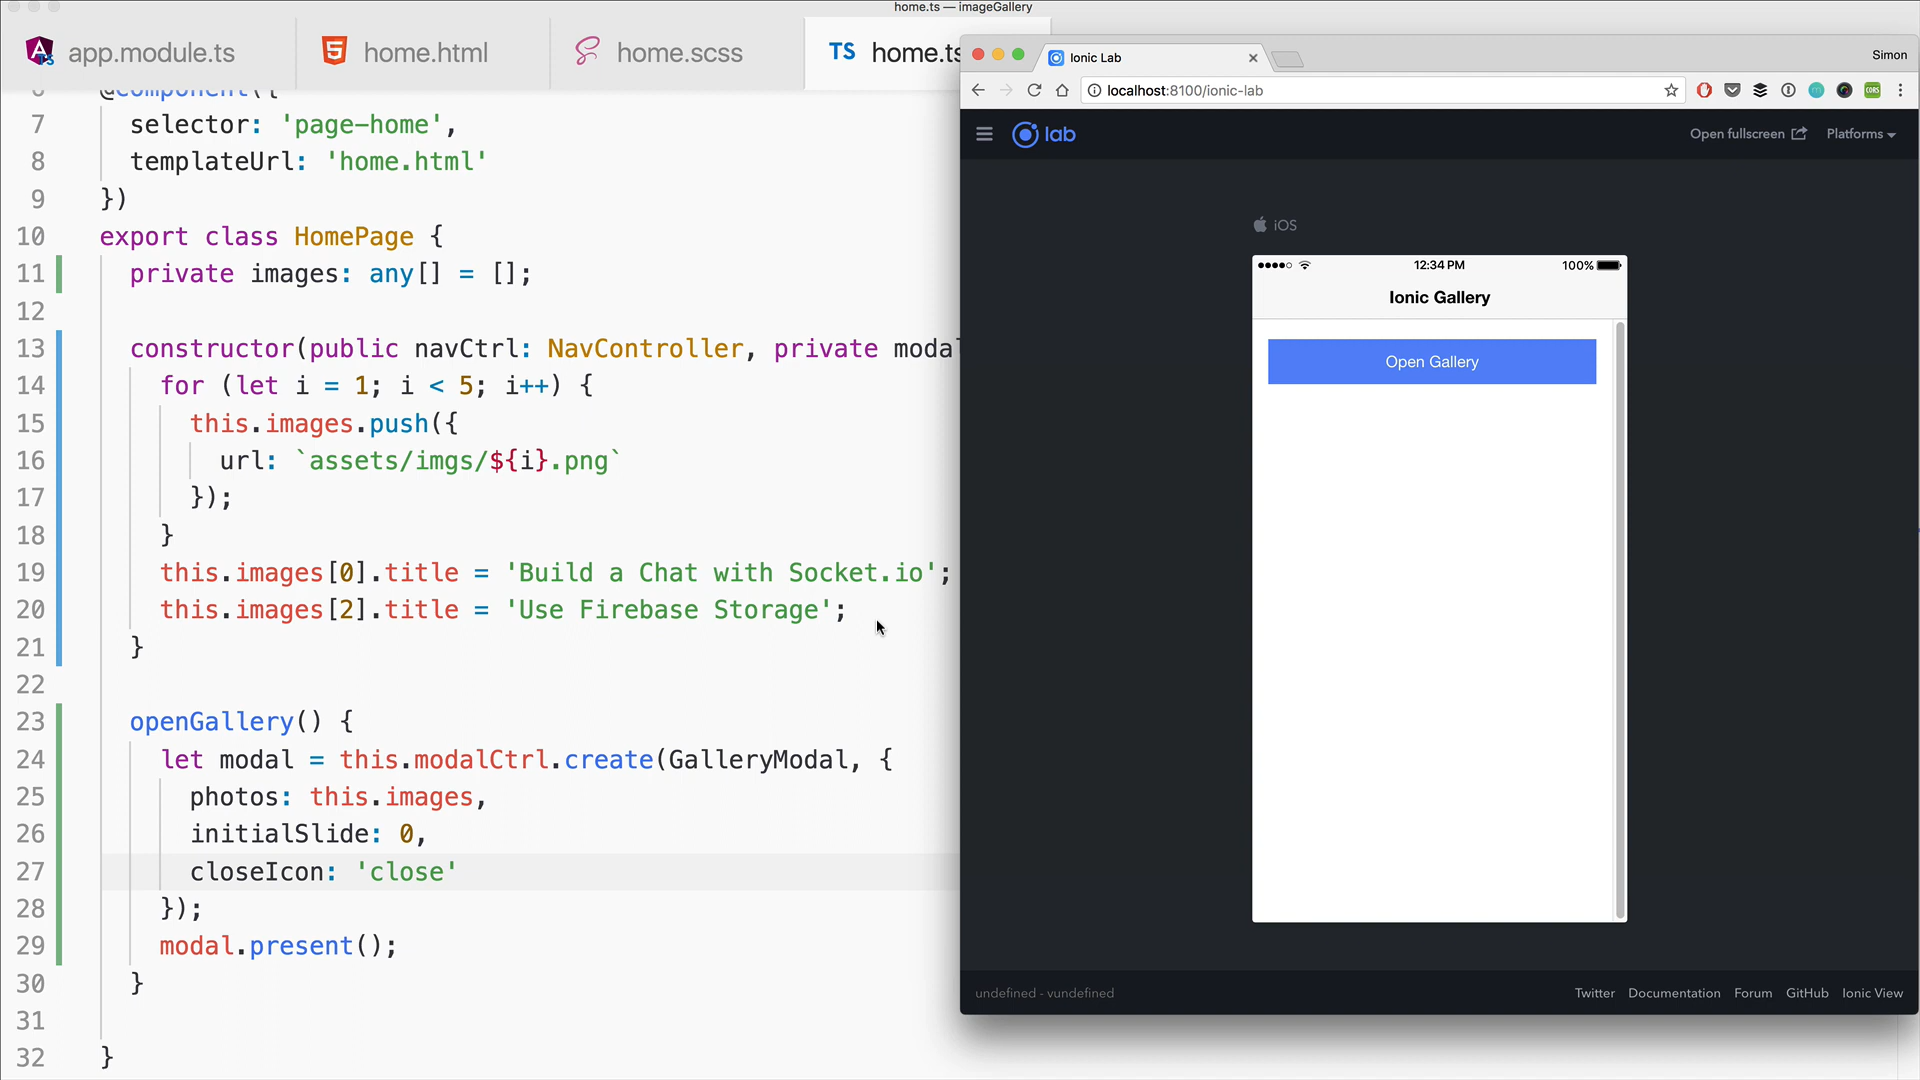 home.ts — imageGallery
app.module.ts
home.html
home.scss
TS home.ts
6 @Component({
7 selector: 'page-home',
8 templateUrl: 'home.html'
9 })
10 export class HomePage {
11 private images: any[] = [];
12
13 constructor(public navCtrl: NavController, private modal
14 for (let i = 1; i < 5; i++) {
15 this.images.push({
16 url: `assets/imgs/${i}.png`
17 });
18 }
19 this.images[0].title = 'Build a Chat with Socket.io';
20 this.images[2].title = 'Use Firebase Storage';
21 }
22
23 openGallery() {
24 let modal = this.modalCtrl.create(GalleryModal, {
25 photos: this.images,
26 initialSlide: 0,
27 closeIcon: 'close'
28 });
29 modal.present();
30 }
31
32 }
Ionic Lab
Simon
localhost:8100/ionic-lab
lab
Open fullscreen
Platforms
iOS
12:34 PM
100%
Ionic Gallery
Open Gallery
undefined - vundefined
Twitter Documentation Forum GitHub Ionic View